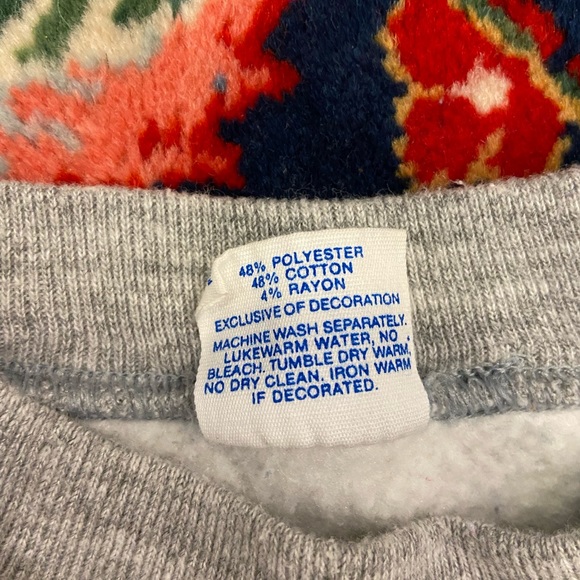 48% POLYESTER
48% COTTON
4% RAYON
EXCLUSIVE OF DECORATION
MACHINE WASH SEPARATELY.
LUKEWARM WATER, NO
BLEACH. TUMBLE DRY WARM,
NO DRY CLEAN. IRON WARM
IF DECORATED.